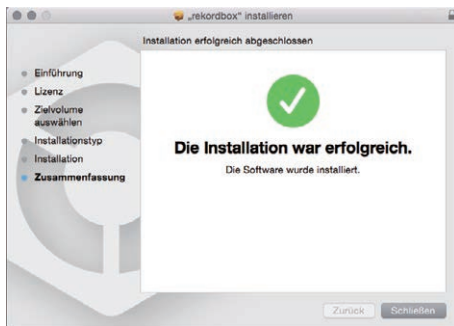 „rekordbox“ installieren
Installation erfolgreich abgeschlossen
Einführung
Lizenz
Zielvolume
auswählen
Installationstyp
Installation
Zusammenfassung
Die Installation war erfolgreich.
Die Software wurde installiert.
Zurück
Schließen